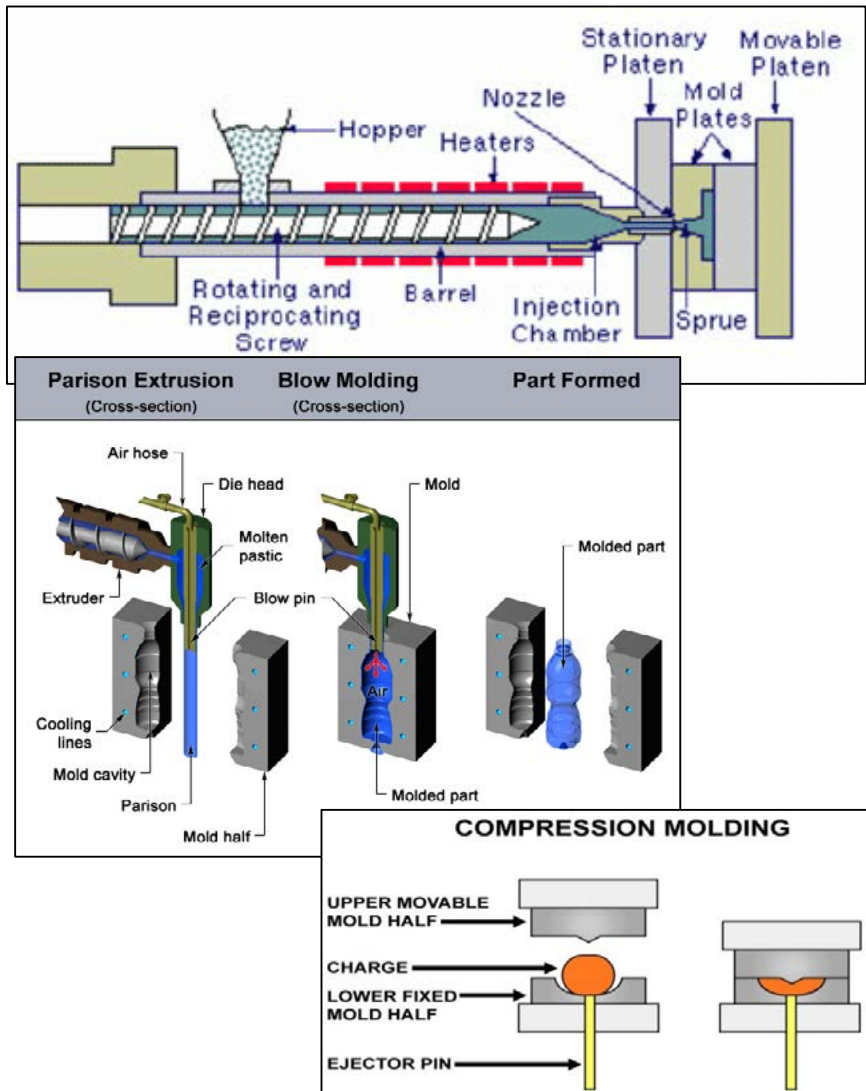 Stationary
Platen
Movable
Platen
Nozzle
Mold
Plates
Hopper
Heaters
Rotating and
Reciprocating
Screw
Barrel
Injection
Chamber
Sprue
Parison Extrusion
(Cross-section)
Blow Molding
(Cross-section)
Part Formed
Air hose
Die head
Mold
Molten
pastic
Molded part
Extruder
Blow pin
Air
Cooling
lines
Mold cavity
Parison
Mold half
Molded part
COMPRESSION MOLDING
UPPER MOVABLE
MOLD HALF
CHARGE
LOWER FIXED
MOLD HALF
EJECTOR PIN